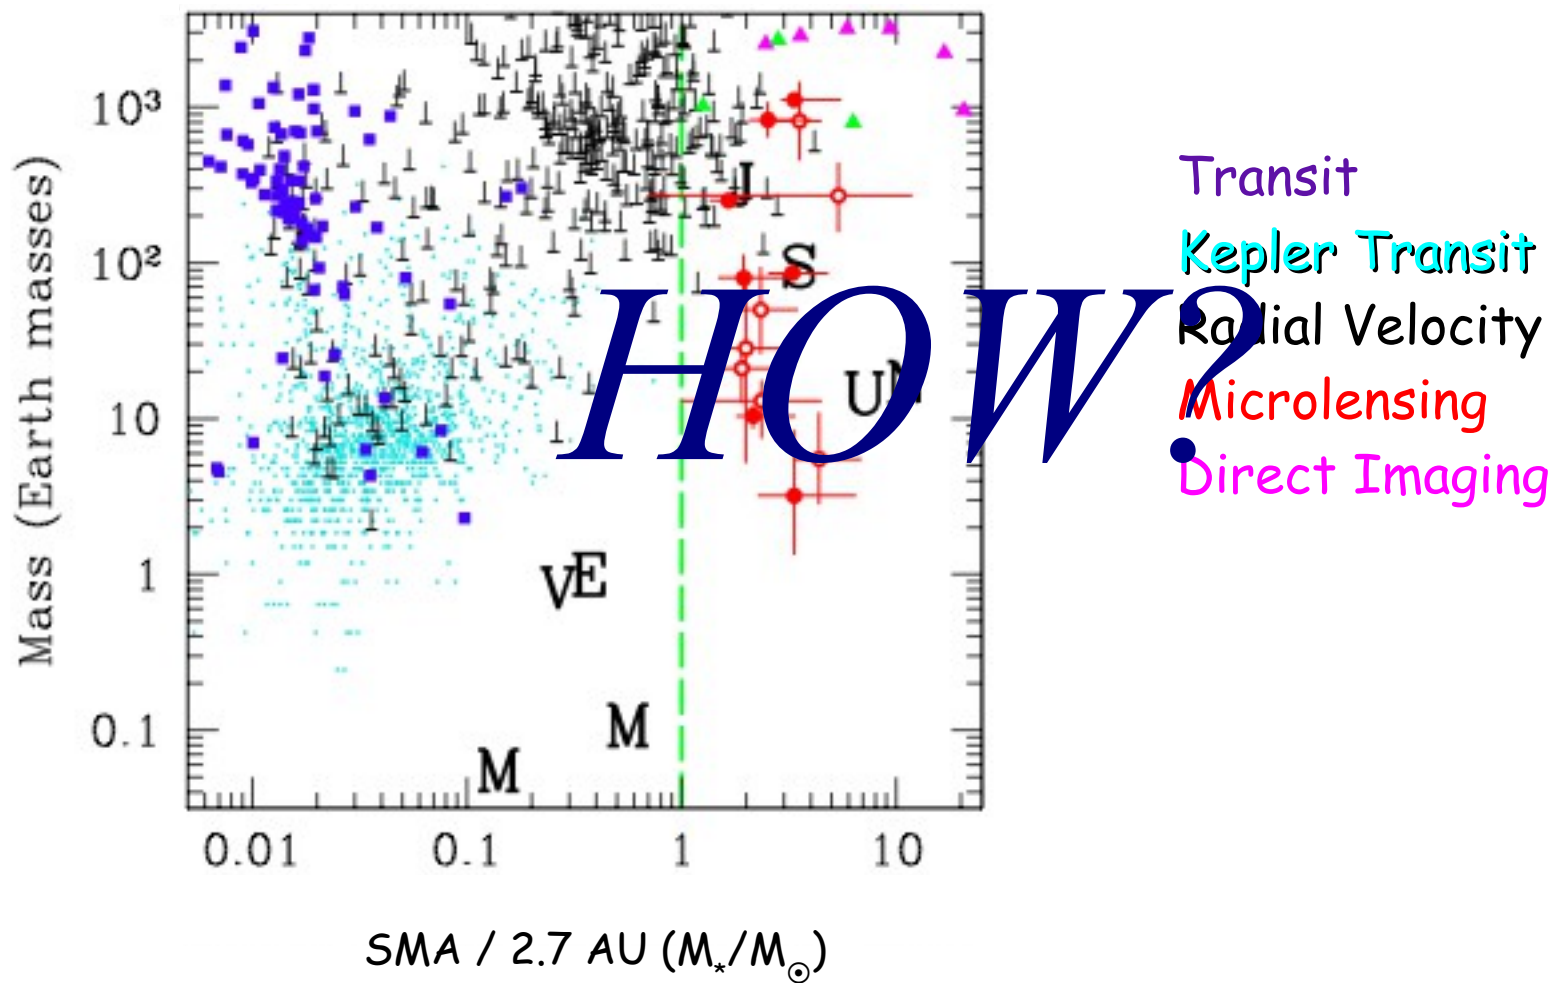 Mass (Earth masses)
10³
10²
10
1
0.1
J
S
U N
V E
M
M
0.01 0.1 1 10
SMA / 2.7 AU (M*/M☉)
HOW?
Transit
Kepler Transit
Radial Velocity
Microlensing
Direct Imaging